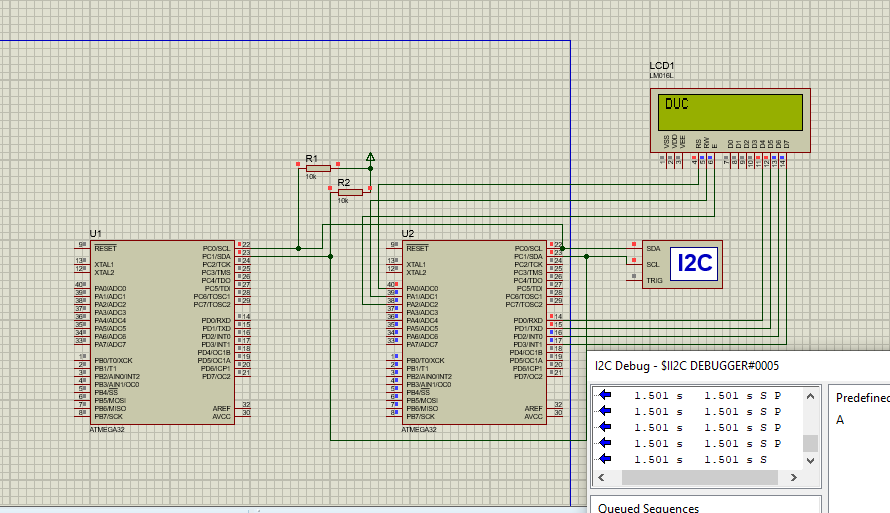 LCD1
LM016L
DUC
VSS
VDD
VEE
RS
RW
E
D0
D1
D2
D3
D4
D5
D6
D7
1
2
3
4
5
6
7
8
9
10
11
12
13
14
R1
10k
R2
10k
U1
9 RESET PC0/SCL 22
PC1/SDA 23
13 XTAL1 PC2/TCK 24
12 XTAL2 PC3/TMS 25
PC4/TDO 26
40 PA0/ADC0 PC5/TDI 27
39 PA1/ADC1 PC6/TOSC1 28
38 PA2/ADC2 PC7/TOSC2 29
37 PA3/ADC3
36 PA4/ADC4 PD0/RXD 14
35 PA5/ADC5 PD1/TXD 15
34 PA6/ADC6 PD2/INT0 16
33 PA7/ADC7 PD3/INT1 17
PD4/OC1B 18
1 PB0/T0/XCK PD5/OC1A 19
2 PB1/T1 PD6/ICP1 20
3 PB2/AIN0/INT2 PD7/OC2 21
4 PB3/AIN1/OC0
5 PB4/SS
6 PB5/MOSI
7 PB6/MISO AREF 32
8 PB7/SCK AVCC 30
ATMEGA32
U2
9 RESET PC0/SCL 22
PC1/SDA 23
13 XTAL1 PC2/TCK 24
12 XTAL2 PC3/TMS 25
PC4/TDO 26
40 PA0/ADC0 PC5/TDI 27
39 PA1/ADC1 PC6/TOSC1 28
38 PA2/ADC2 PC7/TOSC2 29
37 PA3/ADC3
36 PA4/ADC4 PD0/RXD 14
35 PA5/ADC5 PD1/TXD 15
34 PA6/ADC6 PD2/INT0 16
33 PA7/ADC7 PD3/INT1 17
PD4/OC1B 18
1 PB0/T0/XCK PD5/OC1A 19
2 PB1/T1 PD6/ICP1 20
3 PB2/AIN0/INT2 PD7/OC2 21
4 PB3/AIN1/OC0
5 PB4/SS
6 PB5/MOSI
7 PB6/MISO AREF 32
8 PB7/SCK AVCC 30
ATMEGA32
SDA
SCL
TRIG
I2C
I2C Debug - $II2C DEBUGGER#0005
1.501 s 1.501 s S P
1.501 s 1.501 s S P
1.501 s 1.501 s S P
1.501 s 1.501 s S P
1.501 s 1.501 s S
Predefined
A
Queued Sequences